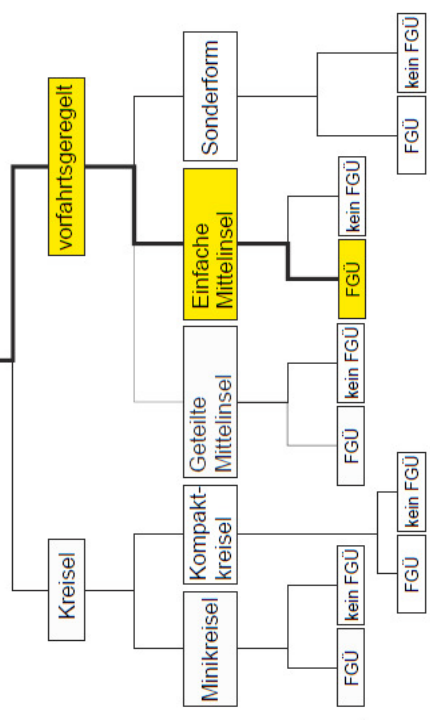 Kreisel
vorfahrtsgeregelt
Minikreisel
Kompakt-
kreisel
Geteilte
Mittelinsel
Einfache
Mittelinsel
Sonderform
FGÜ
kein FGÜ
FGÜ
kein FGÜ
FGÜ
kein FGÜ
FGÜ
kein FGÜ
FGÜ
kein FGÜ